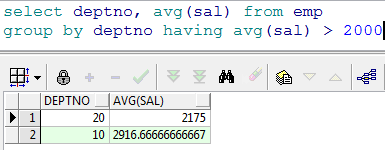 select deptno, avg(sal) from emp
group by deptno having avg(sal) > 2000
DEPTNO AVG(SAL)
1 20 2175
2 10 2916.66666666667